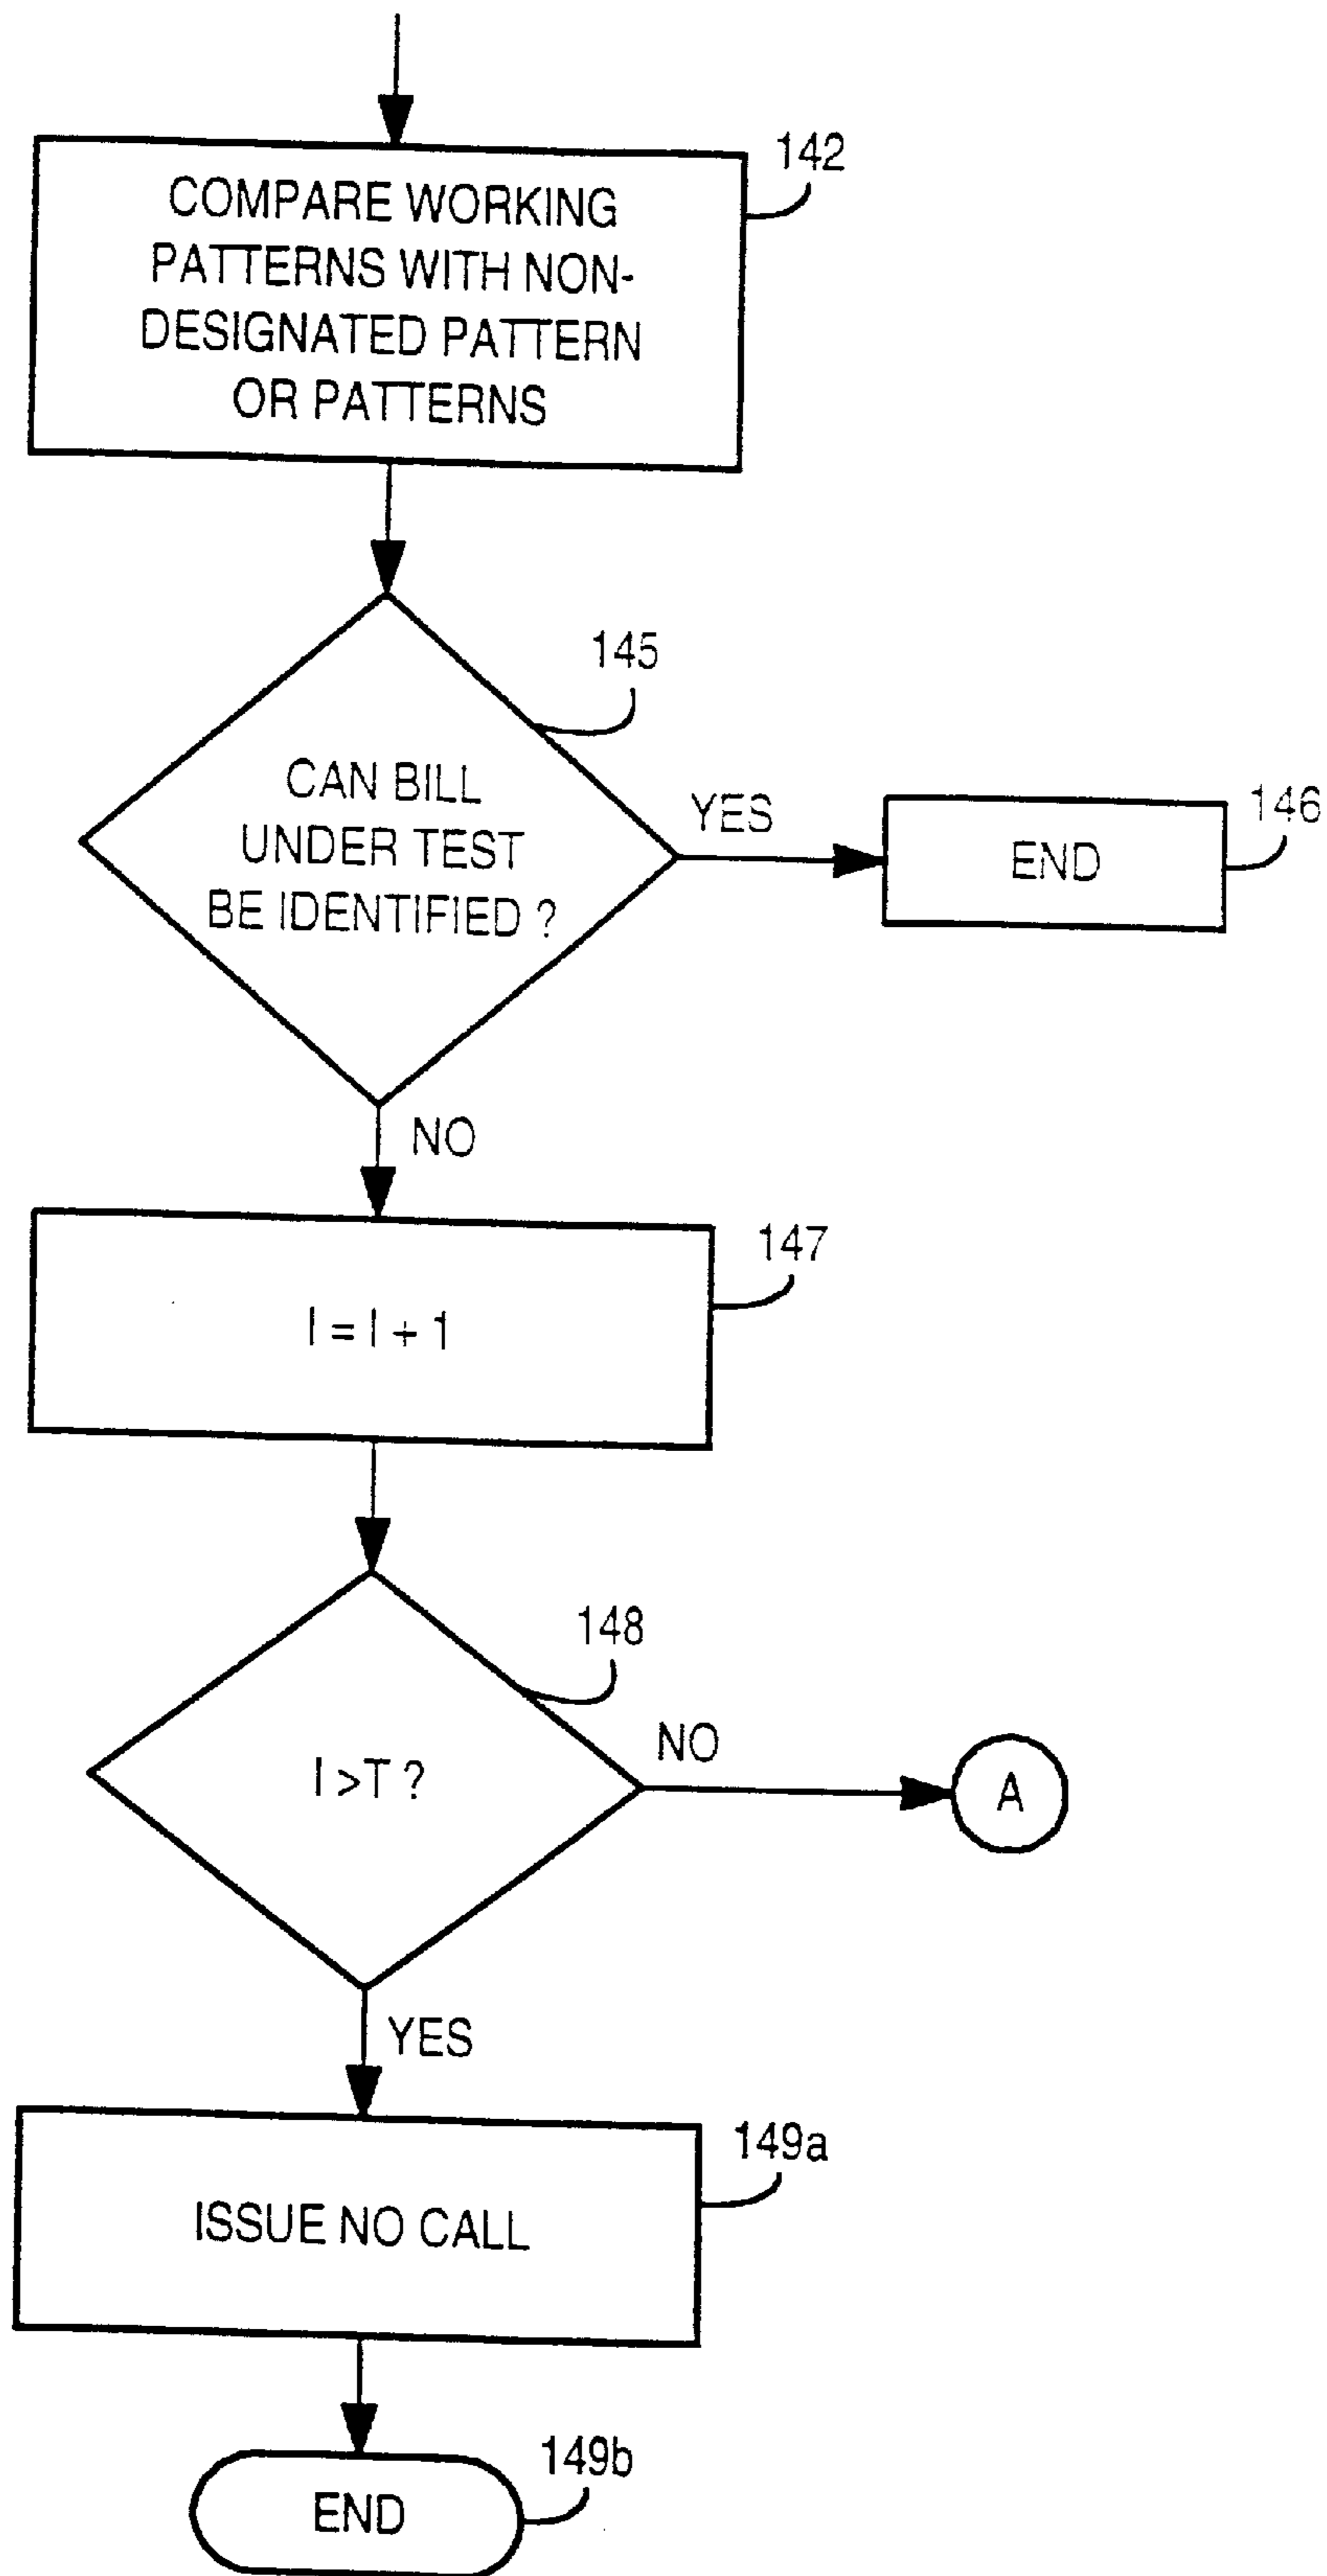 142
COMPARE WORKING
PATTERNS WITH NON-
DESIGNATED PATTERN
OR PATTERNS
145
CAN BILL
UNDER TEST
BE IDENTIFIED ?
YES
END
146
NO
147
I = I + 1
148
I >T ?
NO
A
YES
149a
ISSUE NO CALL
149b
END